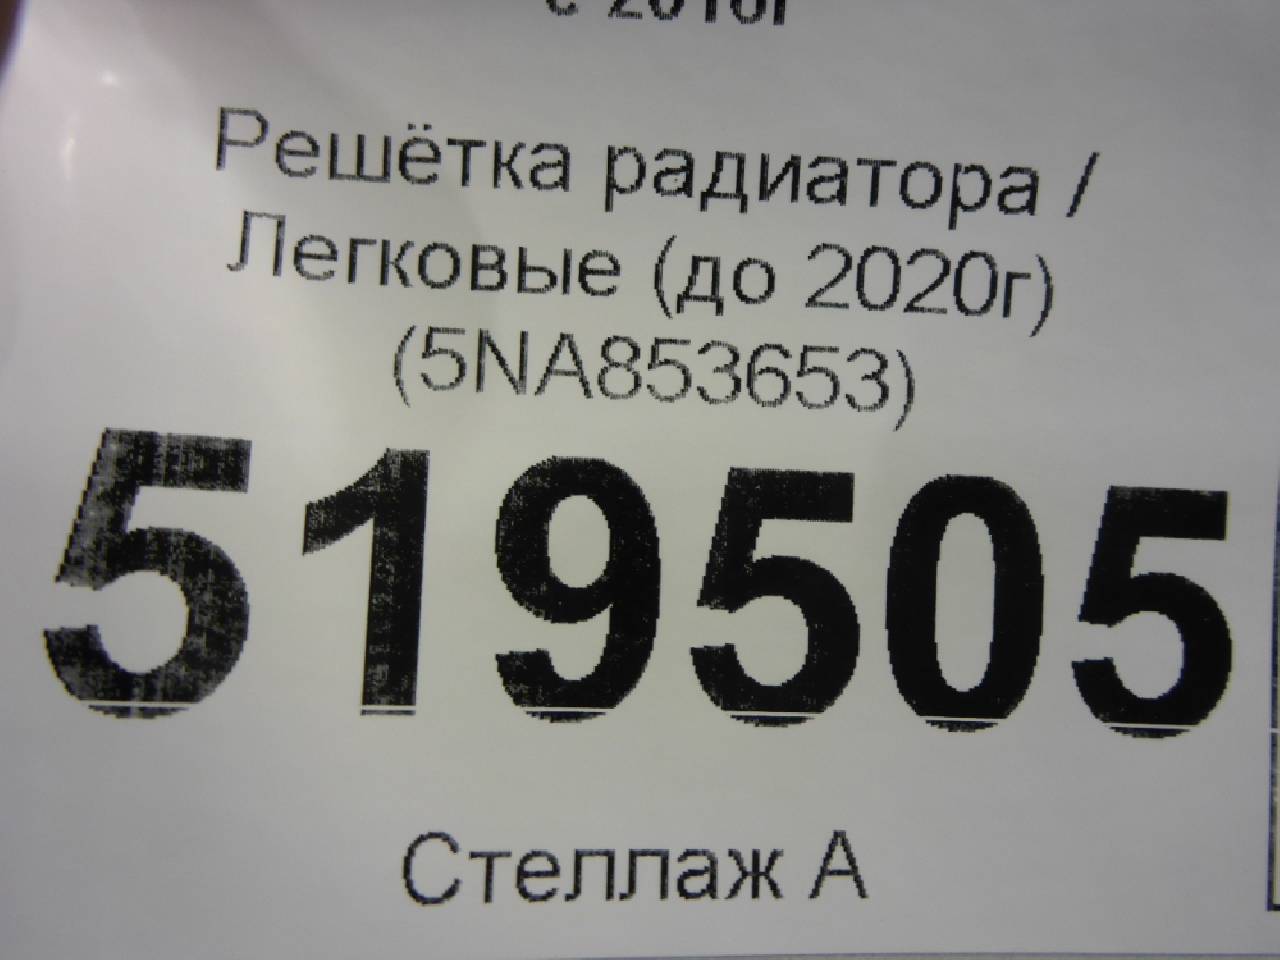 Решётка радиатора /
Легковые (до 2020г)
(5NA853653)
519505
Стеллаж А